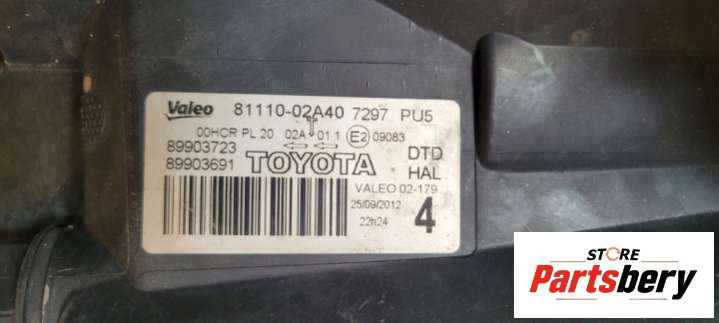 Valeo 81110-02A40 7297 PU5
00HCR PL 20 02A 01 1 E2 09083
89903723 DTD
89903691 TOYOTA HAL
VALEO 02-179
25/09/2012
22h24 4
STORE
Partsbery